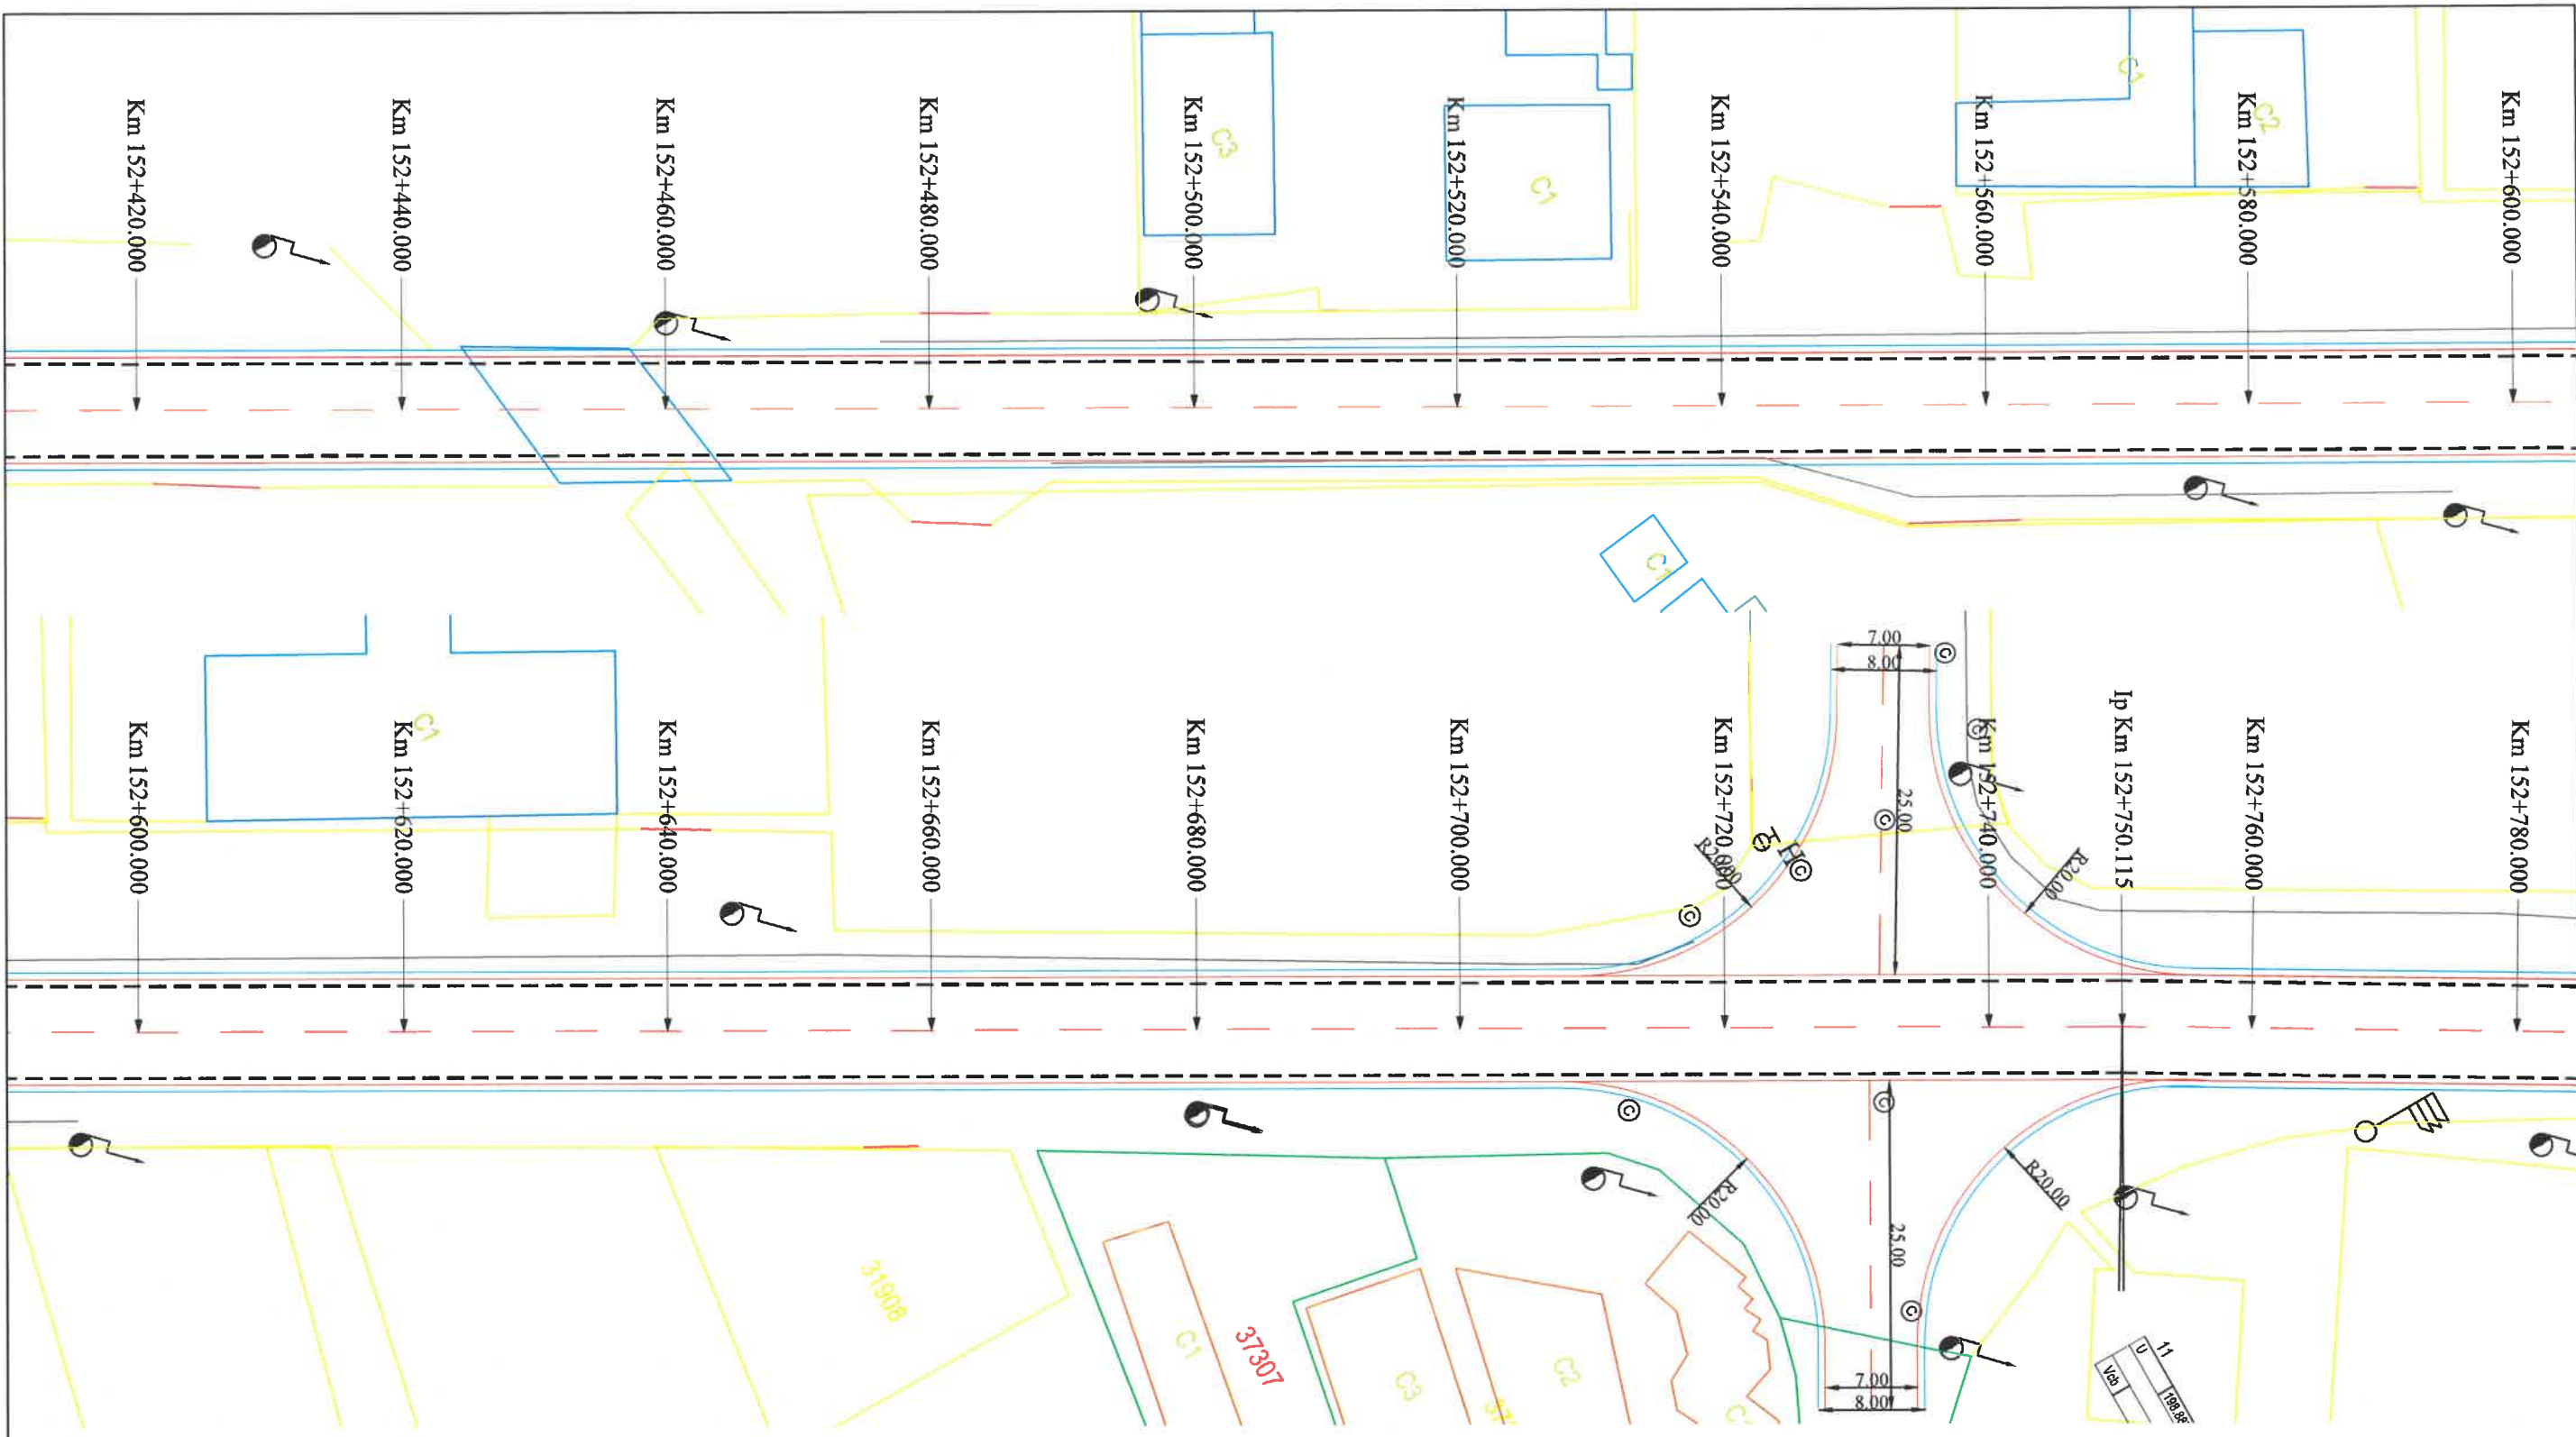 Km 152+420.000
Km 152+440.000
Km 152+460.000
Km 152+480.000
Km 152+500.000
Km 152+520.000
Km 152+540.000
Km 152+560.000
Km 152+580.000
Km 152+600.000
C3
C1
C1
C2
C1
Km 152+600.000
Km 152+620.000
Km 152+640.000
Km 152+660.000
Km 152+680.000
Km 152+700.000
Km 152+720.000
Km 152+740.000
Ip Km 152+750.115
Km 152+760.000
Km 152+780.000
C1
7.00
8.00
25.00
R20.00
R20.00
©
©
©
©
©
©
©
©
R20.00
R20.00
25.00
7.00
8.00
31908
37307
C1
C3
C2
11
U
Vcb